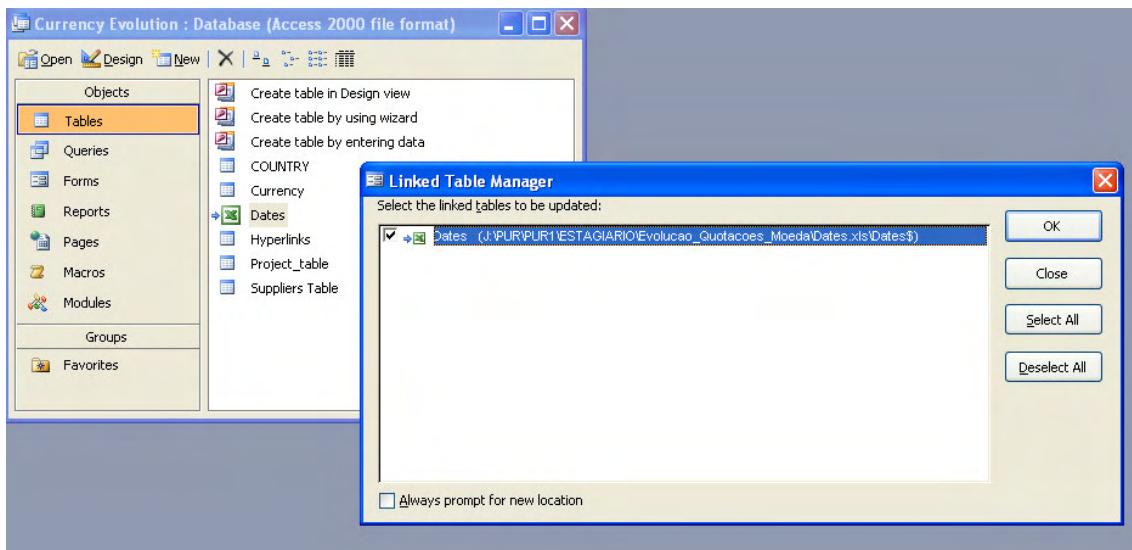 Currency Evolution : Database (Access 2000 file format)
Open Design New
Objects
Tables
Queries
Forms
Reports
Pages
Macros
Modules
Groups
Favorites
Create table in Design view
Create table by using wizard
Create table by entering data
COUNTRY
Currency
Dates
Hyperlinks
Project_table
Suppliers Table
Linked Table Manager
Select the linked tables to be updated:
Dates (J:\PUR\PUR1\ESTAGIARIO\Evolucao_Quotacoes_Moeda\Dates.xls\Dates$)
OK
Close
Select All
Deselect All
Always prompt for new location